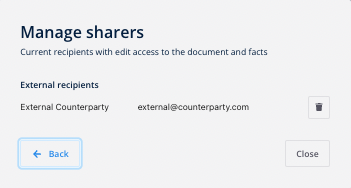 Manage sharers
Current recipients with edit access to the document and facts
External recipients
External Counterparty external@counterparty.com
Back Close